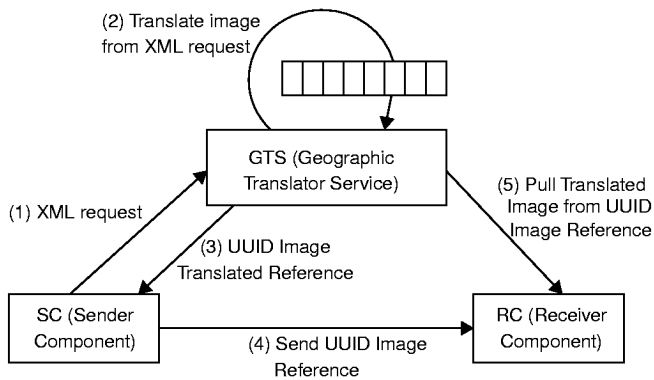 (2) Translate image
from XML request
GTS (Geographic
Translator Service)
(1) XML request
(5) Pull Translated
Image from UUID
Image Reference
(3) UUID Image
Translated Reference
SC (Sender
Component)
(4) Send UUID Image
Reference
RC (Receiver
Component)